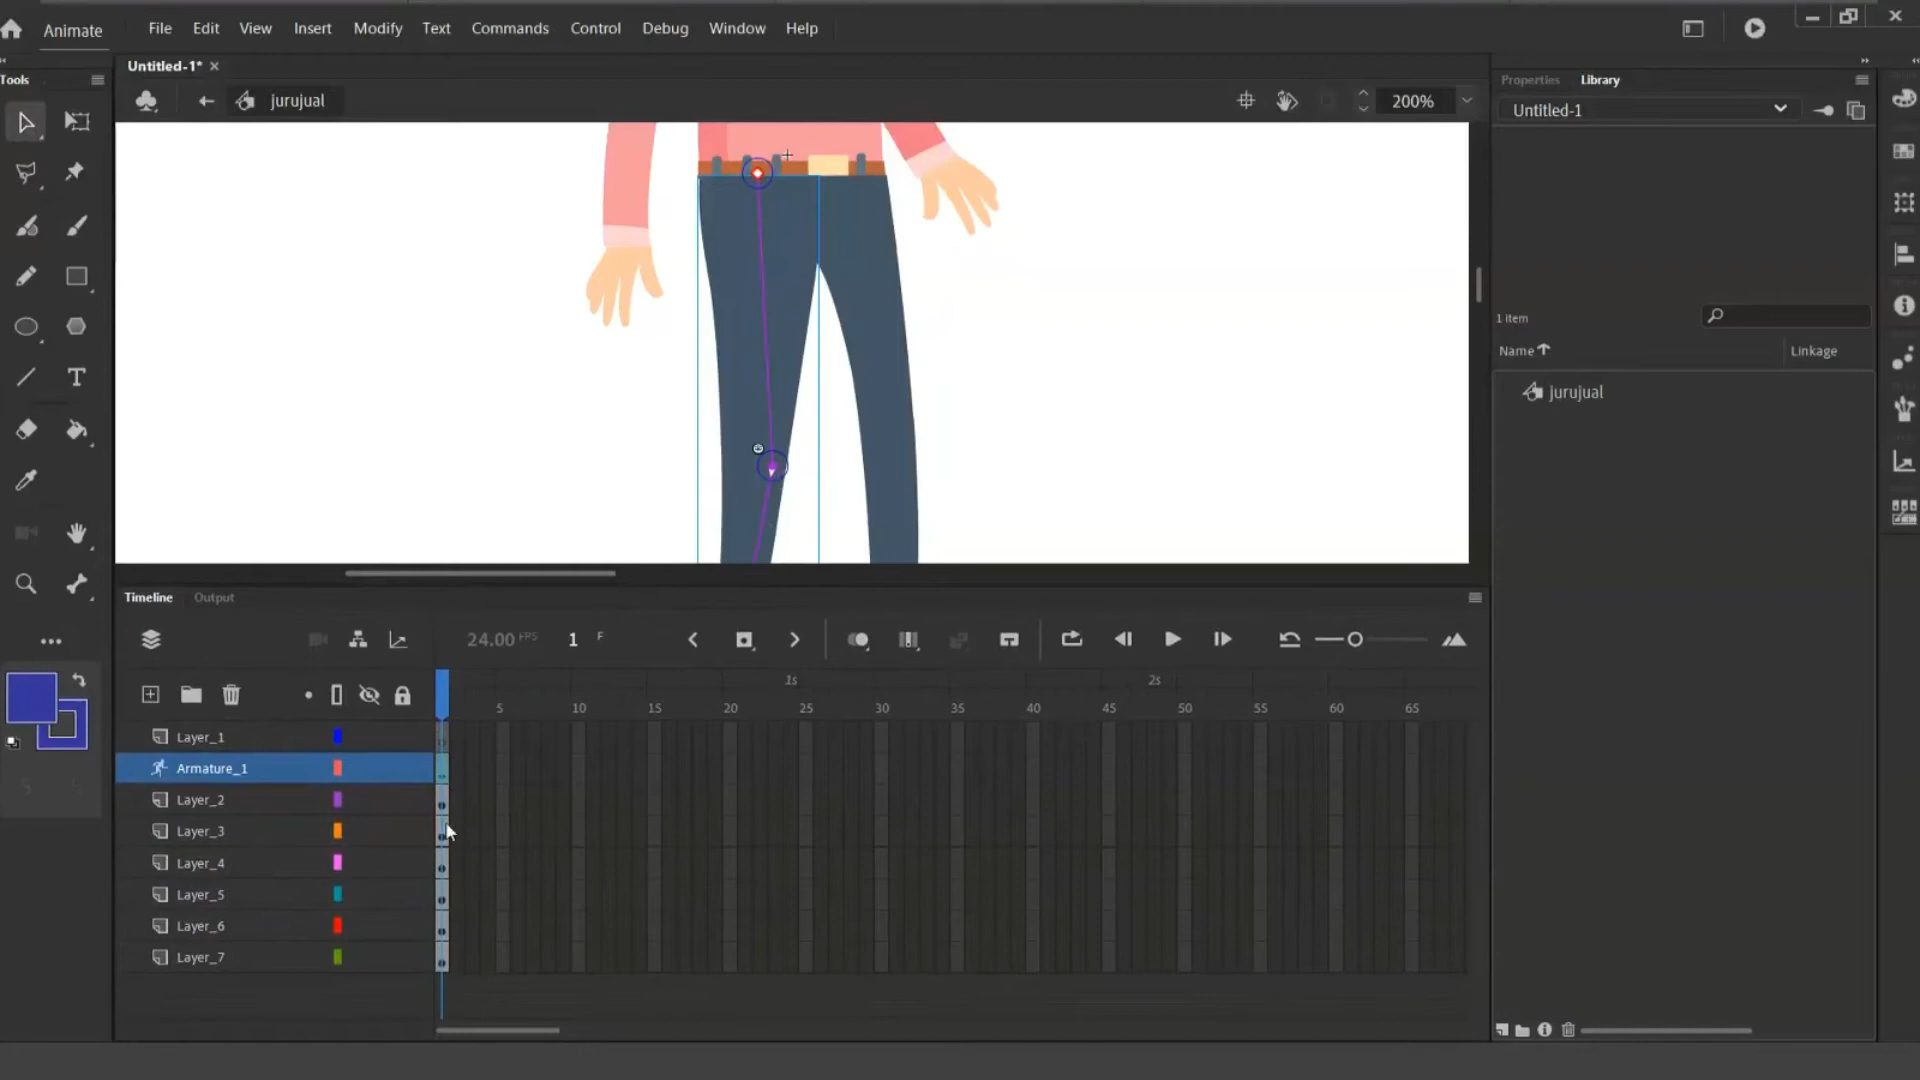 Animate File Edit View Insert Modify Text Commands Control Debug Window Help
Untitled-1*
Tools
Properties Library
jurujual
200%
Untitled-1
1 item
Name Linkage
jurujual
Timeline Output
24.00 FPS 1 F
1s 2s
5 10 15 20 25 30 35 40 45 50 55 60 65
Layer_1
Armature_1
Layer_2
Layer_3
Layer_4
Layer_5
Layer_6
Layer_7